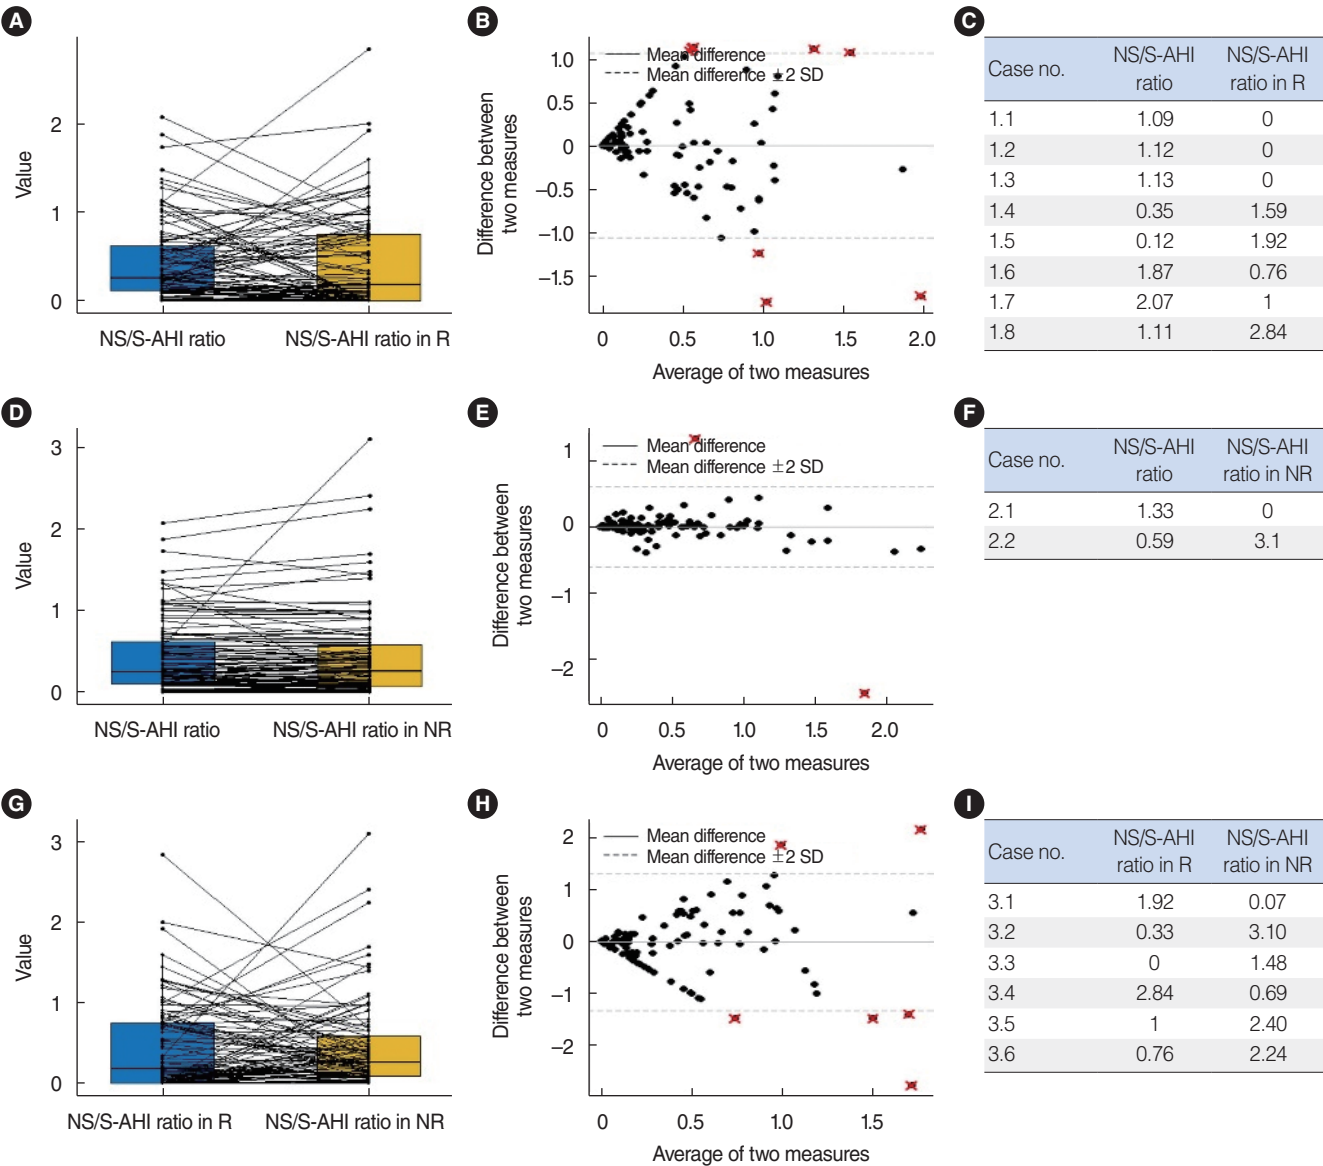 A
Value
2
1
0
NS/S-AHI ratio
NS/S-AHI ratio in R
B
Difference between
two measures
Mean difference
Mean difference ±2 SD
1.0
0.5
0
–0.5
–1.0
–1.5
0 0.5 1.0 1.5 2.0
Average of two measures
C
Case no. NS/S-AHI ratio NS/S-AHI ratio in R
1.1 1.09 0
1.2 1.12 0
1.3 1.13 0
1.4 0.35 1.59
1.5 0.12 1.92
1.6 1.87 0.76
1.7 2.07 1
1.8 1.11 2.84
D
Value
3
2
1
0
NS/S-AHI ratio
NS/S-AHI ratio in NR
E
Difference between
two measures
Mean difference
Mean difference ±2 SD
1
0
–1
–2
0 0.5 1.0 1.5 2.0
Average of two measures
F
Case no. NS/S-AHI ratio NS/S-AHI ratio in NR
2.1 1.33 0
2.2 0.59 3.1
G
Value
3
2
1
0
NS/S-AHI ratio in R
NS/S-AHI ratio in NR
H
Difference between
two measures
Mean difference
Mean difference ±2 SD
2
1
0
–1
–2
0 0.5 1.0 1.5
Average of two measures
I
Case no. NS/S-AHI ratio in R NS/S-AHI ratio in NR
3.1 1.92 0.07
3.2 0.33 3.10
3.3 0 1.48
3.4 2.84 0.69
3.5 1 2.40
3.6 0.76 2.24